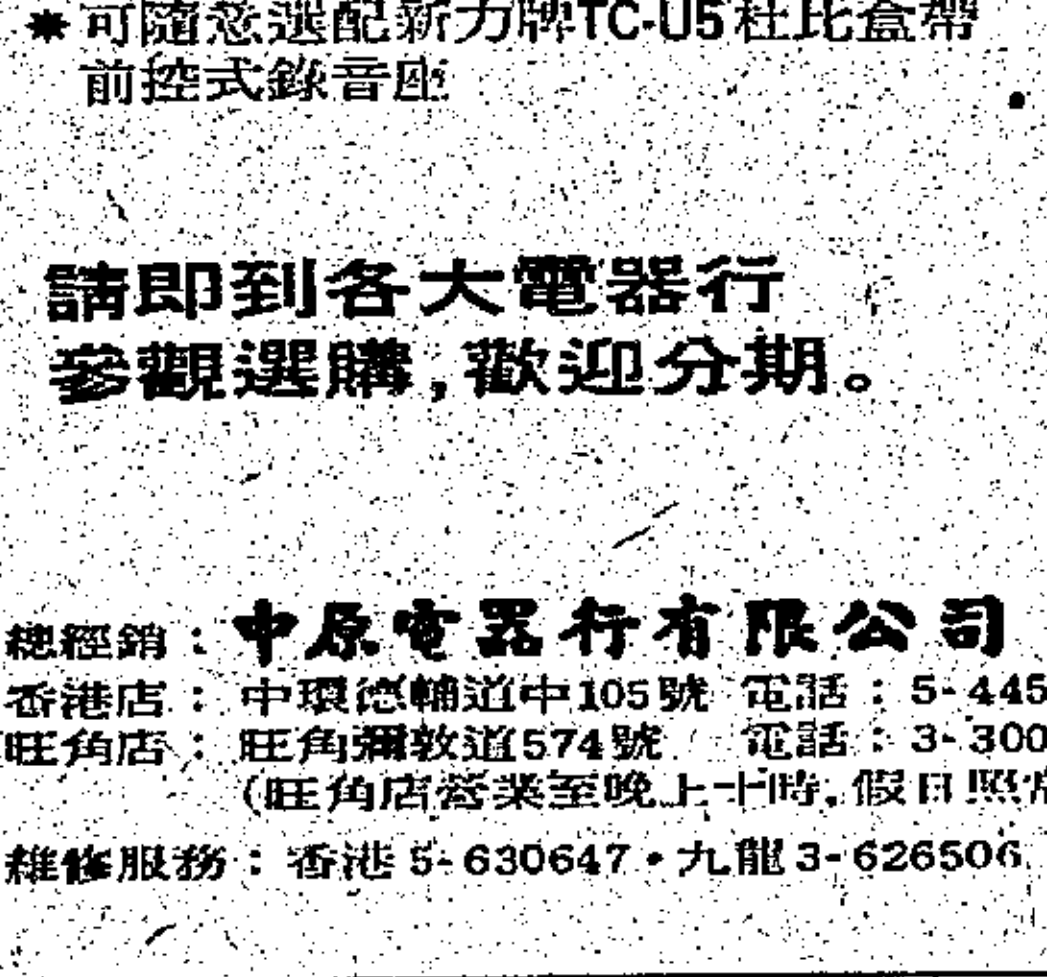 ✷可隨意選配新力牌TC-U5杜比盒帶
前控式錄音座
請即到各大電器行
參觀選購,歡迎分期。
總經銷：中原電器行有限公司
香港店：中環德輔道中105號 電話：5-445
旺角店：旺角彌敦道574號 電話：3-300
(旺角店營業至晚上十時,假日照常
維修服務：香港5-630647·九龍3-626506